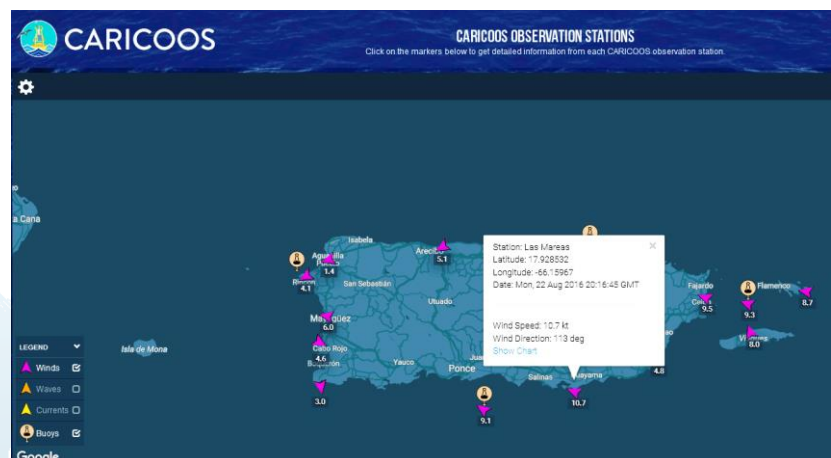 CARICOOS
CARICOOS OBSERVATION STATIONS
Click on the markers below to get detailed information from each CARICOOS observation station.
a Cana
Isabela
Arecibo
5.1
1.4
4.1
San Sebastián
Utuado
6.0
Isla de Mona
Cabo Rojo
4.6
Yauco
Ponce
3.0
9.1
Station: Las Mareas
Latitude: 17.928532
Longitude: -66.15967
Date: Mon, 22 Aug 2016 20:16:45 GMT
Wind Speed: 10.7 kt
Wind Direction: 113 deg
Show Chart
Salinas
Guayama
10.7
4.8
Fajardo
9.5
Flamenco
9.3
8.7
8.0
LEGEND
Winds
Waves
Currents
Buoys
Google